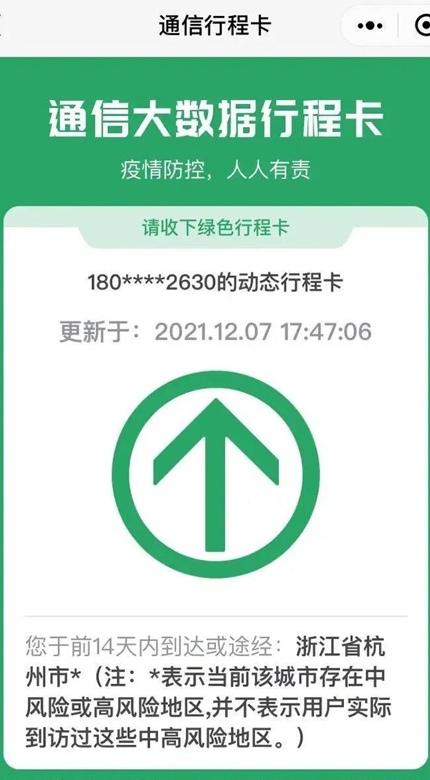 通信行程卡
通信大数据行程卡
疫情防控，人人有责
请收下绿色行程卡
180****2630的动态行程卡
更新于：2021.12.07 17:47:06
您于前14天内到达或途经：浙江省杭
州市*（注：*表示当前该城市存在中
风险或高风险地区,并不表示用户实际
到访过这些中高风险地区。）